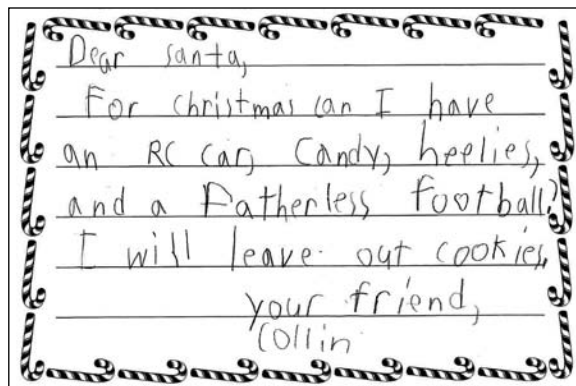 Dear santa,
For christmas can I have
an RC car, Candy, heelies,
and a Fatherless football?
I will leave out cookies,
your friend,
Collin